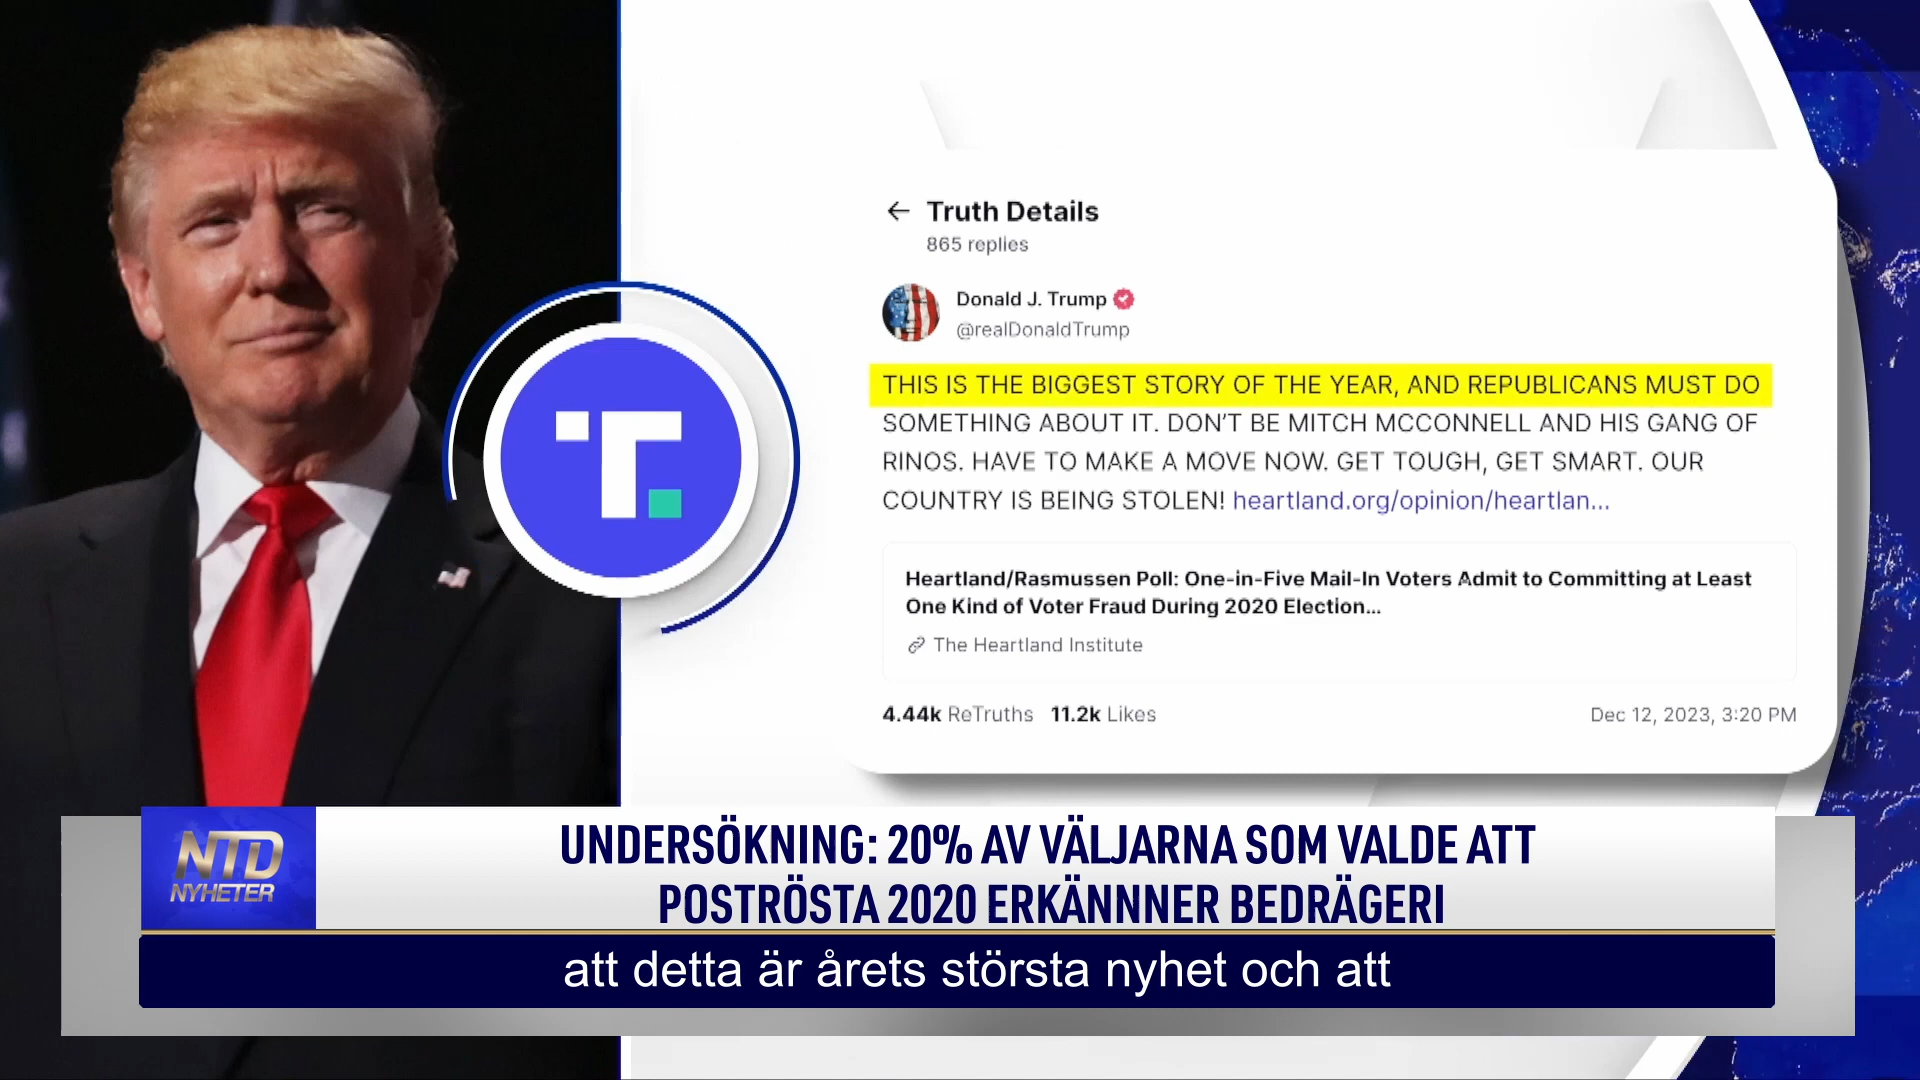 Truth Details
865 replies
Donald J. Trump
@realDonaldTrump
THIS IS THE BIGGEST STORY OF THE YEAR, AND REPUBLICANS MUST DO
SOMETHING ABOUT IT. DON'T BE MITCH MCCONNELL AND HIS GANG OF
RINOS. HAVE TO MAKE A MOVE NOW. GET TOUGH, GET SMART. OUR
COUNTRY IS BEING STOLEN! heartland.org/opinion/heartlan...
Heartland/Rasmussen Poll: One-in-Five Mail-In Voters Admit to Committing at Least
One Kind of Voter Fraud During 2020 Election...
The Heartland Institute
4.44k ReTruths 11.2k Likes
Dec 12, 2023, 3:20 PM
NTD
NYHETER
UNDERSÖKNING: 20% AV VÄLJARNA SOM VALDE ATT
POSTRÖSTA 2020 ERKÄNNNER BEDRÄGERI
att detta är årets största nyhet och att